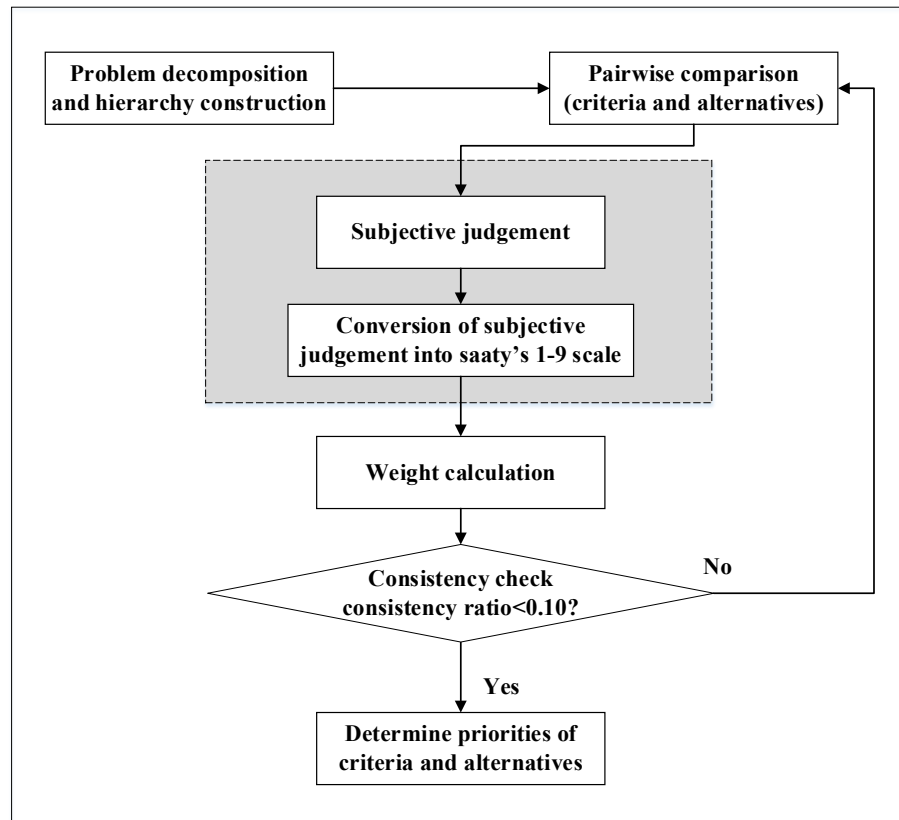 Problem decomposition
and hierarchy construction
Pairwise comparison
(criteria and alternatives)
Subjective judgement
Conversion of subjective
judgement into saaty’s 1-9 scale
Weight calculation
Consistency check
consistency ratio<0.10?
No
Yes
Determine priorities of
criteria and alternatives